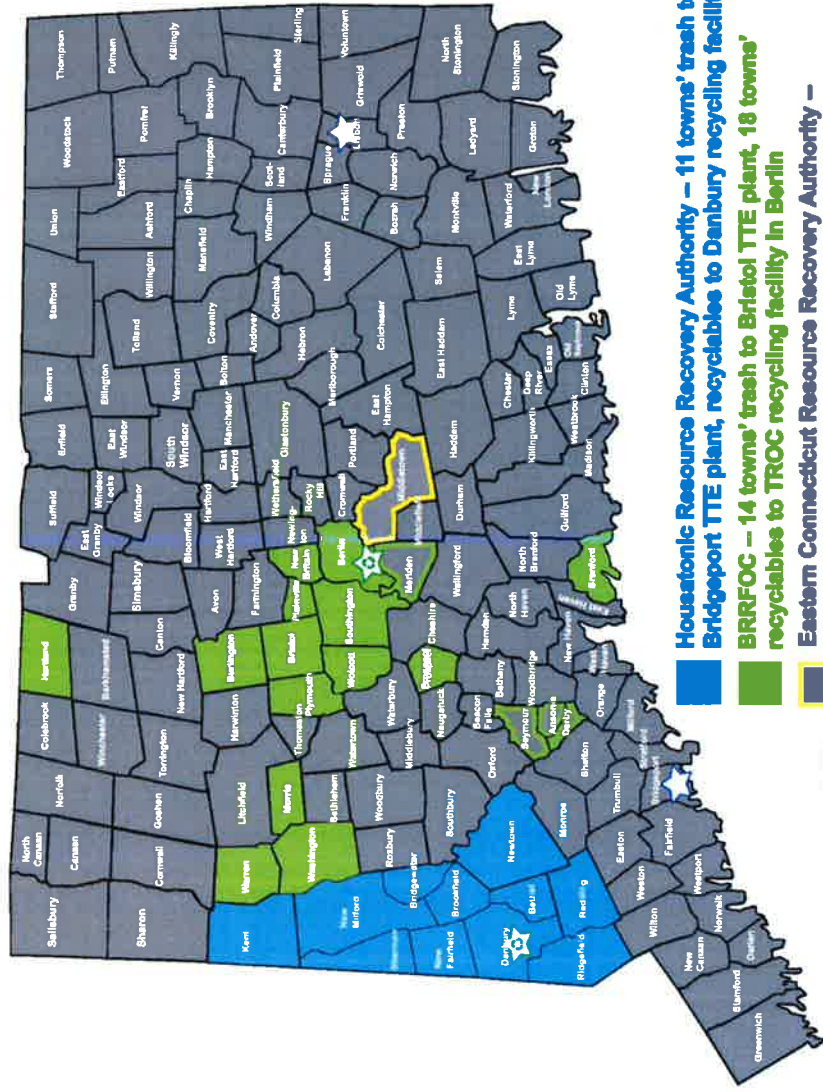 Thompson
Putnam
Killingly
Sterling
Plainfield
Voluntown
Griswold
North
Stonington
Stonington
Woodstock
Pomfret
Brooklyn
Canterbury
Lisbon
Preston
Ledyard
Groton
Eastford
Hampton
Scot-
land
Sprague
Norwich
New
London
Union
Ashford
Chaplin
Windham
Franklin
Bozrah
Montville
Waterford
Stafford
Willington
Mansfield
Lebanon
Salem
East
Lyme
Tolland
Coventry
Columbia
Colchester
Lyme
Old
Lyme
Somers
Ellington
Vernon
Bolton
Andover
Hebron
Marlborough
East Haddam
Chester
Deep
River
Essex
Old
Enfield
East
Windsor
South
Windsor
Manchester
East
Hartford
Glastonbury
East
Hampton
Portland
Haddam
Killingworth
Westbrook
Clinton
Suffield
Windsor
Locks
Windsor
Hartford
Wethersfield
Rocky
Hill
Cromwell
Middletown
Durham
Madison
East
Granby
Bloomfield
West
Hartford
Newing-
ton
Berlin
Guilford
Granby
Simsbury
Avon
Farmington
New
Britain
Plainville
Southington
Meriden
Wallingford
North
Branford
Branford
Hartland
Barkhamsted
Canton
New Hartford
Burlington
Bristol
Wolcott
Cheshire
Prospect
Hamden
North
Haven
East Haven
New Haven
West
Haven
Colebrook
Winchester
Torrington
Harwinton
Plymouth
Thomaston
Waterbury
Naugatuck
Beacon
Falls
Bethany
Woodbridge
Orange
Milford
Norfolk
Goshen
Litchfield
Morris
Watertown
Middlebury
Oxford
Seymour
Ansonia
Derby
Shelton
Stratford
Bridgeport
North
Canaan
Canaan
Cornwall
Warren
Washington
Bethlehem
Woodbury
Southbury
Monroe
Trumbull
Salisbury
Sharon
Kent
New
Milford
Roxbury
Bridgewater
Brookfield
Newtown
Easton
Fairfield
Sherman
New
Fairfield
Danbury
Bethel
Redding
Ridgefield
Weston
Westport
Wilton
Norwalk
New
Canaan
Darien
Stamford
Greenwich
Housatonic Resource Recovery Authority – 11 towns' trash to
Bridgeport TTE plant, recyclables to Danbury recycling
BRRFOC – 14 towns' trash to Bristol TTE plant, 18 towns'
recyclables to TROC recycling facility in Berlin
Eastern Connecticut Resource Recovery Authority –